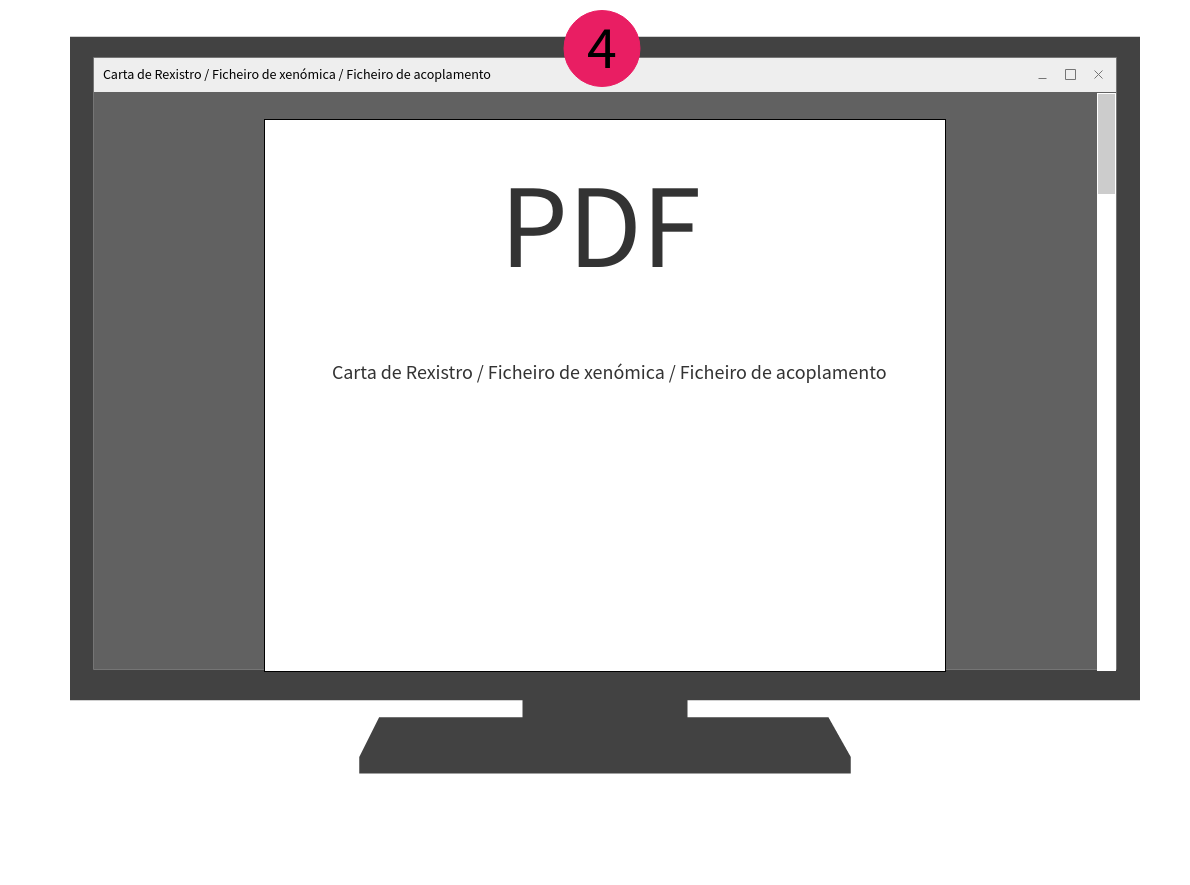 4
Carta de Rexistro / Ficheiro de xenómica / Ficheiro de acoplamento
PDF
Carta de Rexistro / Ficheiro de xenómica / Ficheiro de acoplamento